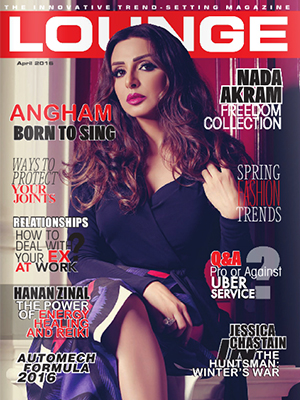 THE INNOVATIVE TREND-SETTING MAGAZINE
LOUNGE
April 2016
ANGHAM
BORN TO SING
WAYS TO
PROTECT
YOUR
JOINTS
RELATIONSHIPS
HOW TO
DEAL WITH
YOUR EX
AT WORK
?
HANAN ZINAL
THE POWER
OF ENERGY
HEALING
AND REIKI
AUTOMECH
FORMULA
2016
NADA
AKRAM
FREEDOM
COLLECTION
SPRING
FASHION
TRENDS
Q&A
Pro or Against
UBER
SERVICE
?
JESSICA
CHASTAIN
IN THE
HUNTSMAN:
WINTER'S WAR